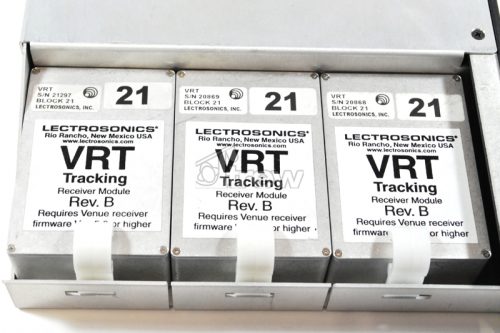 VRT
S/N 21297
BLOCK 21
LECTROSONICS, INC.
21
LECTROSONICS®
Rio Rancho, New Mexico USA
www.lectrosonics.com
VRT
Tracking
Receiver Module
Rev. B
Requires Venue receiver
firmware or higher
VRT
S/N 20869
BLOCK 21
LECTROSONICS, INC.
21
LECTROSONICS®
Rio Rancho, New Mexico USA
www.lectrosonics.com
VRT
Tracking
Receiver Module
Rev. B
Requires Venue receiver
firmware or higher
VRT
S/N 20868
BLOCK 21
LECTROSONICS, INC.
21
LECTROSONICS®
Rio Rancho, New Mexico USA
www.lectrosonics.com
VRT
Tracking
Receiver Module
Rev. B
Requires Venue receiver
firmware or higher